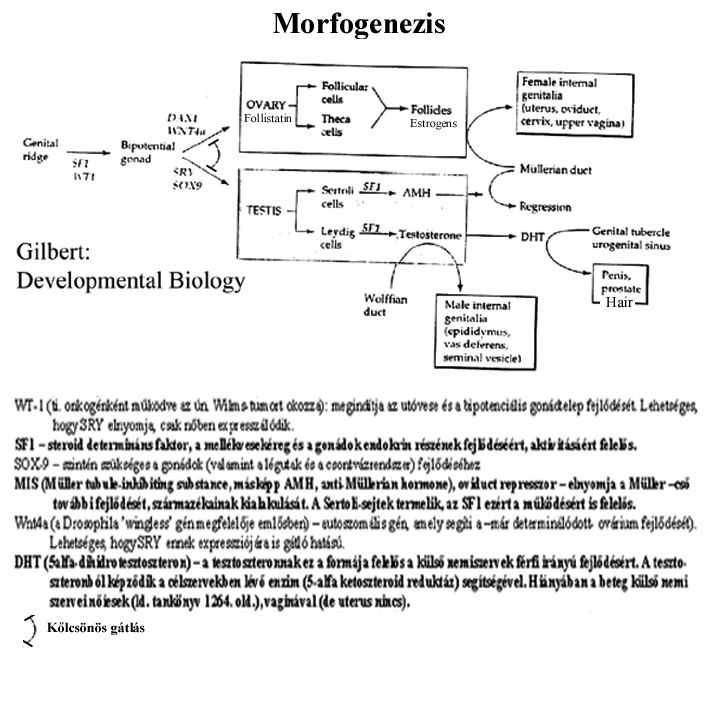 Morfogenezis
Genital ridge
SF1
WT1
Bipotential gonad
DAX1
WNT4a
SRY
SOX9
OVARY
Follistatin
Follicular cells
Theca cells
Follicles
Estrogens
Female internal genitalia (uterus, oviduct, cervix, upper vagina)
Müllerian duct
Regression
TESTIS
Sertoli cells
SF1
AMH
Leydig cells
SF1
Testosterone
DHT
Genital tubercle
urogenital sinus
Penis, prostate
Hair
Wolffian duct
Male internal genitalia (epididymus, vas deferens, seminal vesicle)
Gilbert:
Developmental Biology
WT-1 (ti. onkogénként működve az ún. Wilms-tumort okozza): megindítja az utóvese és a bipotenciális gonádtelep fejlődését. Lehetséges,
hogy SRY elnyomja, csak nőben expresszálódik.
SF1 – steroid determináns faktor, a mellékvesekéreg és a gonádok endokrin részének fejlődéséért, aktivitásáért felelős.
SOX-9 – szintén szükséges a gonádok (valamint a légutak és a csontvázrendszer) fejlődéséhez
MIS (Müller tubule-inhibiting substance, másképp AMH, anti-Müllerian hormone), oviduct repressor – elnyomja a Müller-cső
további fejlődését, származékainak kialakulását. A Sertoli-sejtek termelik, az SF1 ezért a működésért is felelős.
Wnt4a (a Drosophila 'wingless' gén megfelelője emlősben) – autoszomális gén, amely segíti a –már determinálódott- ovárium fejlődését).
Lehetséges, hogy SRY ennek expressziójára is gátló hatású.
DHT (5alfa-dihidrotesztoszteron) – a tesztoszteronnak ez a formája felelős a külső nemiszervek férfi irányú fejlődésért. A teszto-
szteronból képződik a célszervekben lévő enzim (5-alfa ketoszteroid reduktáz) segítségével. Hiányában a beteg külső nemi
szervei nőiesek (ld. tankönyv 1264. old.), vaginával (de uterus nincs).
Kölcsönös gátlás